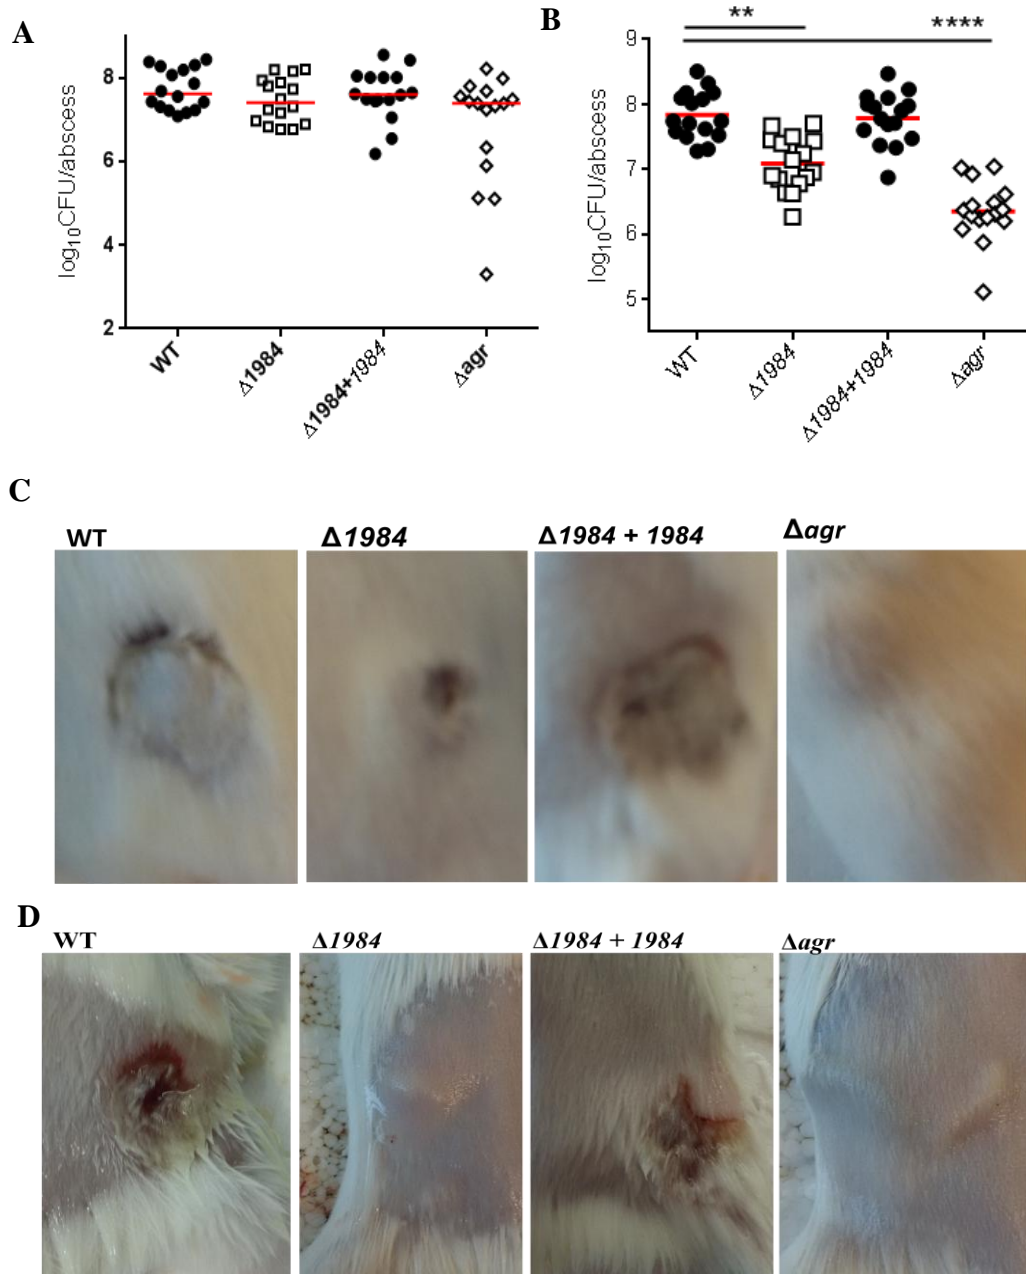 A
log₁₀CFU/abscess
8
6
4
2
WT
Δ1984
Δ1984+1984
Δagr
B
** ****
log₁₀CFU/abscess
9
8
7
6
5
WT
Δ1984
Δ1984+1984
Δagr
C
WT Δ1984 Δ1984 + 1984 Δagr
D
WT Δ1984 Δ1984 + 1984 Δagr